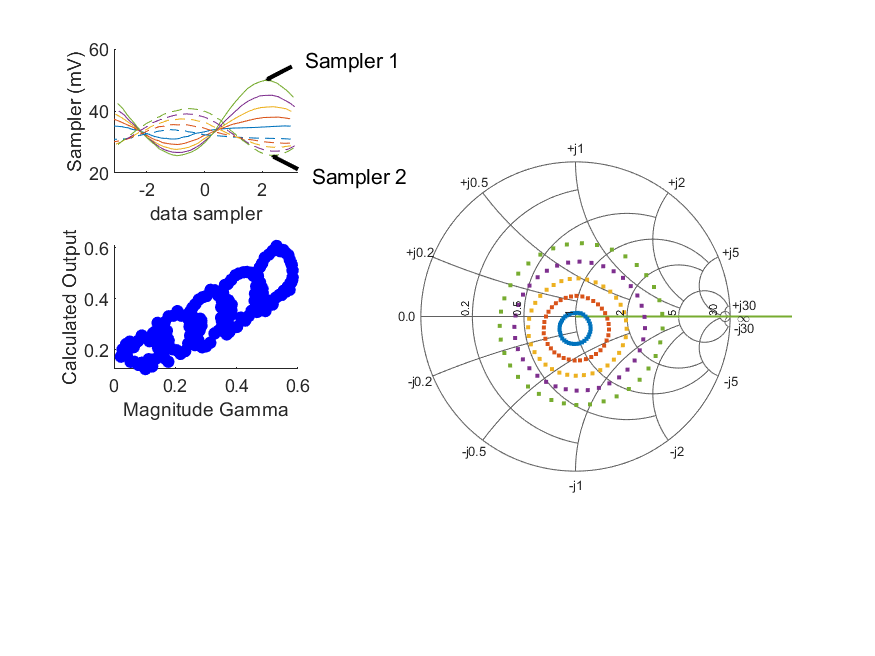 60
40
20
Sampler (mV)
-2
0
2
data sampler
Sampler 1
Sampler 2
0.6
0.4
0.2
Calculated Output
0
0.2
0.4
0.6
Magnitude Gamma
+j1
+j0.5
+j2
+j0.2
+j5
0.0
0.2
0.5
1
2
5
30
+j30
∞
-j30
-j0.2
-j5
-j0.5
-j2
-j1